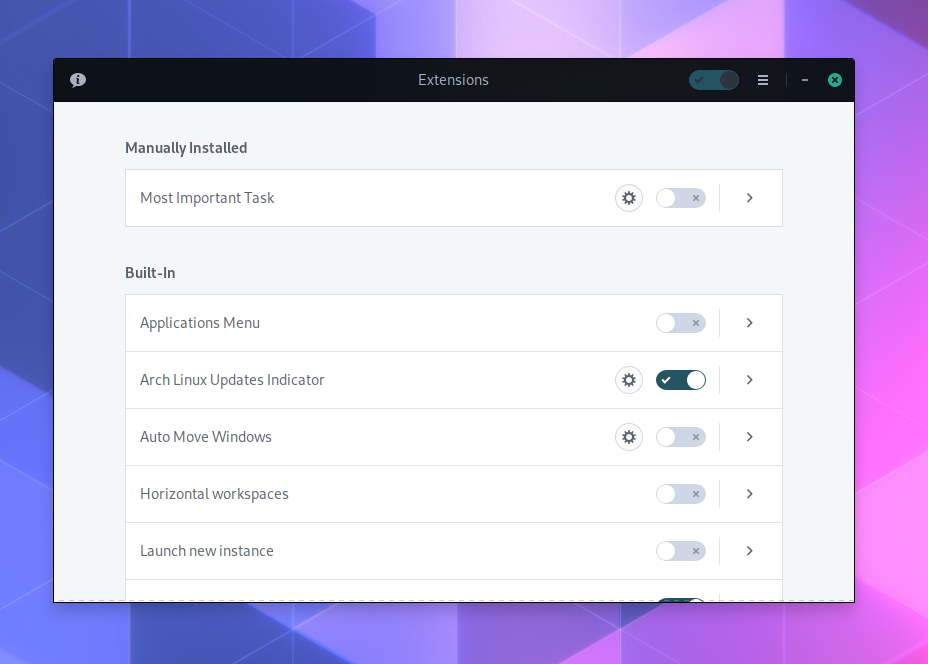 Extensions
Manually Installed
Most Important Task
Built-In
Applications Menu
Arch Linux Updates Indicator
Auto Move Windows
Horizontal workspaces
Launch new instance